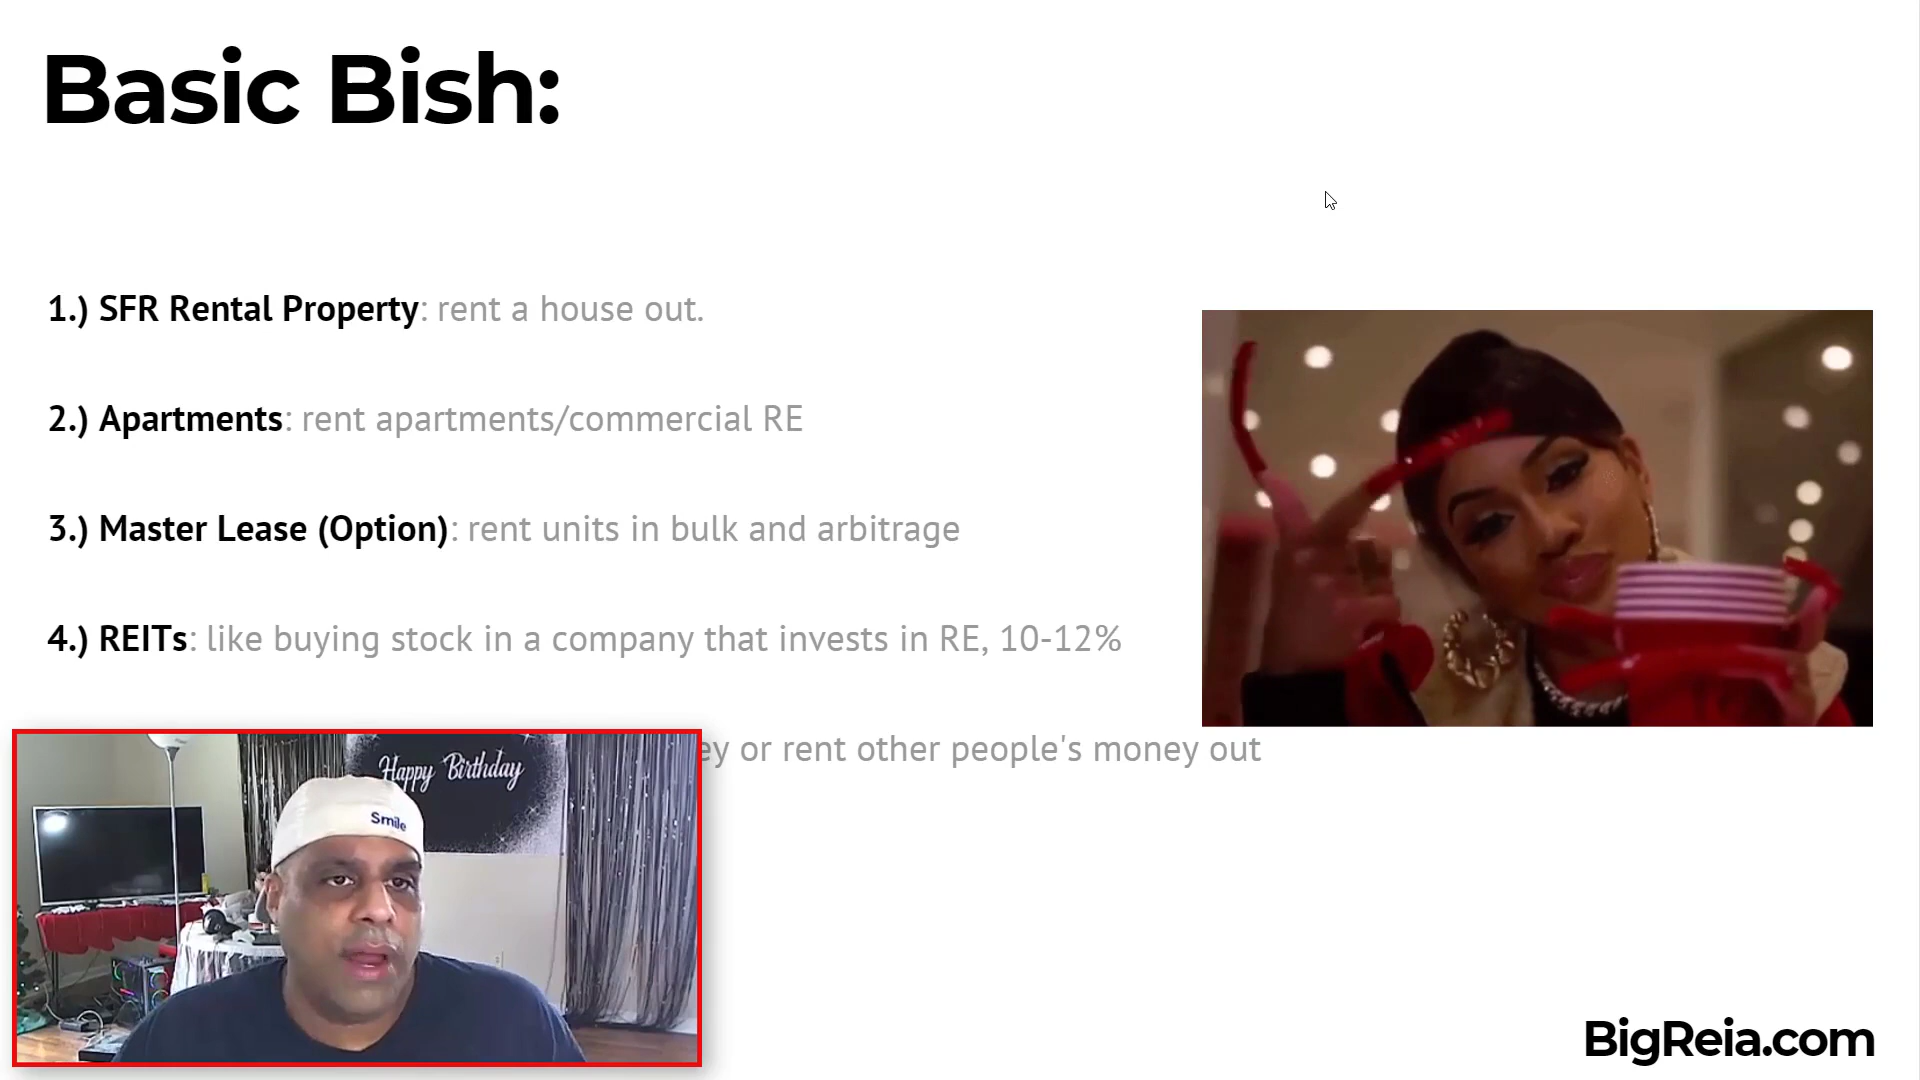 Basic Bish:
1.) SFR Rental Property: rent a house out.
2.) Apartments: rent apartments/commercial RE
3.) Master Lease (Option): rent units in bulk and arbitrage
4.) REITs: like buying stock in a company that invests in RE, 10-12%
or rent other people's money out
Happy Birthday
Smile
BigReia.com